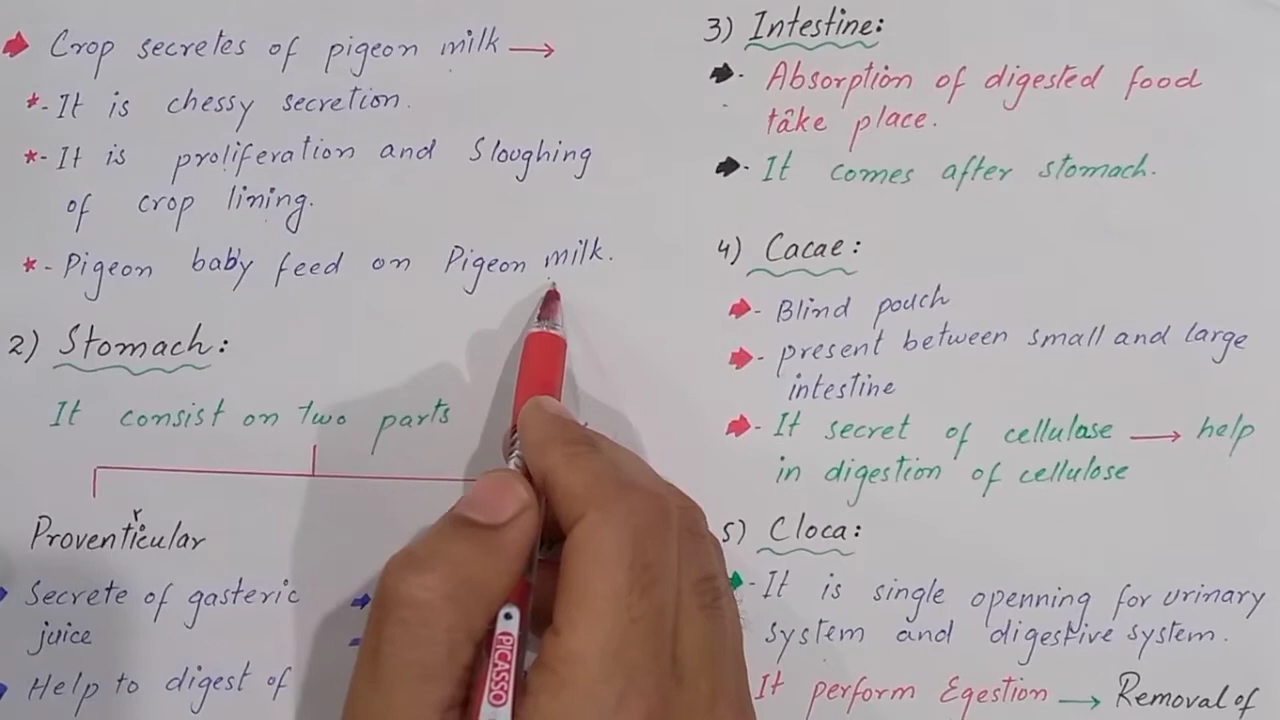 Crop secretes of pigeon milk →
*- It is chessy secretion.
*- It is proliferation and Sloughing
of crop lining.
*- Pigeon baby feed on Pigeon milk.
2) Stomach:
It consist on two parts
Proventricular
Secrete of gasteric
juice
Help to digest of
3) Intestine:
Absorption of digested food
take place.
It comes after stomach.
4) Cacae:
- Blind pouch
- present between small and large
intestine
- It secret of cellulase → help
in digestion of cellulose
5) Cloca:
- It is single openning for urinary
system and digestive system.
It perform Egestion → Removal of
PICASSO